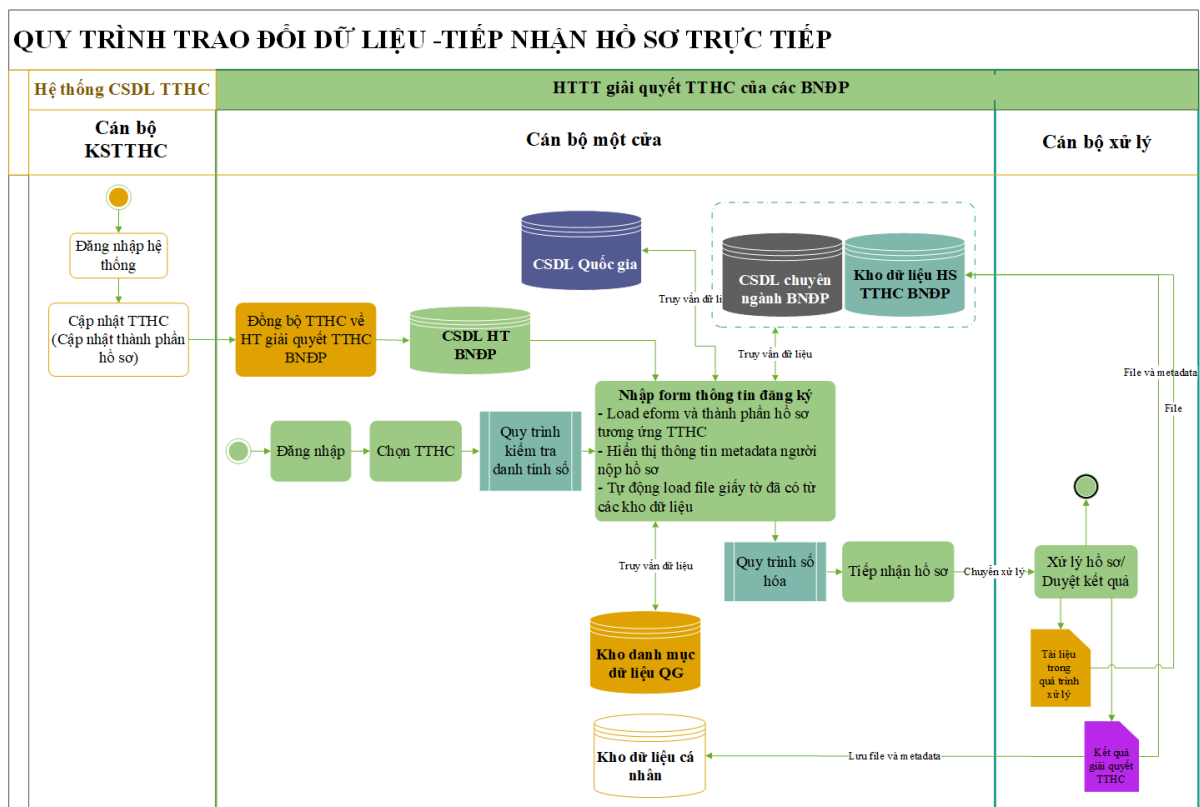 QUY TRÌNH TRAO ĐỔI DỮ LIỆU -TIẾP NHẬN HỒ SƠ TRỰC TIẾP
Hệ thống CSDL TTHC
HTTT giải quyết TTHC của các BNĐP
Cán bộ
KSTTHC
Cán bộ một cửa
Cán bộ xử lý
Đăng nhập hệ
thống
Cập nhật TTHC
(Cập nhật thành phần
hồ sơ)
Đồng bộ TTHC về
HT giải quyết TTHC
BNĐP
CSDL HT
BNĐP
CSDL Quốc gia
CSDL chuyên
ngành BNĐP
Kho dữ liệu HS
TTHC BNĐP
Truy vấn dữ li
Truy vấn dữ liệu
File và metadata
File
Đăng nhập
Chọn TTHC
Quy trình
kiểm tra
danh tính số
Nhập form thông tin đăng ký
- Load eform và thành phần hồ sơ
tương ứng TTHC
- Hiển thị thông tin metadata người
nộp hồ sơ
- Tự động load file giấy tờ đã có từ
các kho dữ liệu
Truy vấn dữ liệu
Quy trình số
hóa
Tiếp nhận hồ sơ
Chuyển xử lý
Xử lý hồ sơ/
Duyệt kết quả
Kho danh mục
dữ liệu QG
Tài liệu
trong
quá trình
xử lý
Kho dữ liệu cá
nhân
Lưu file và metadata
Kết quả
giải quyết
TTHC